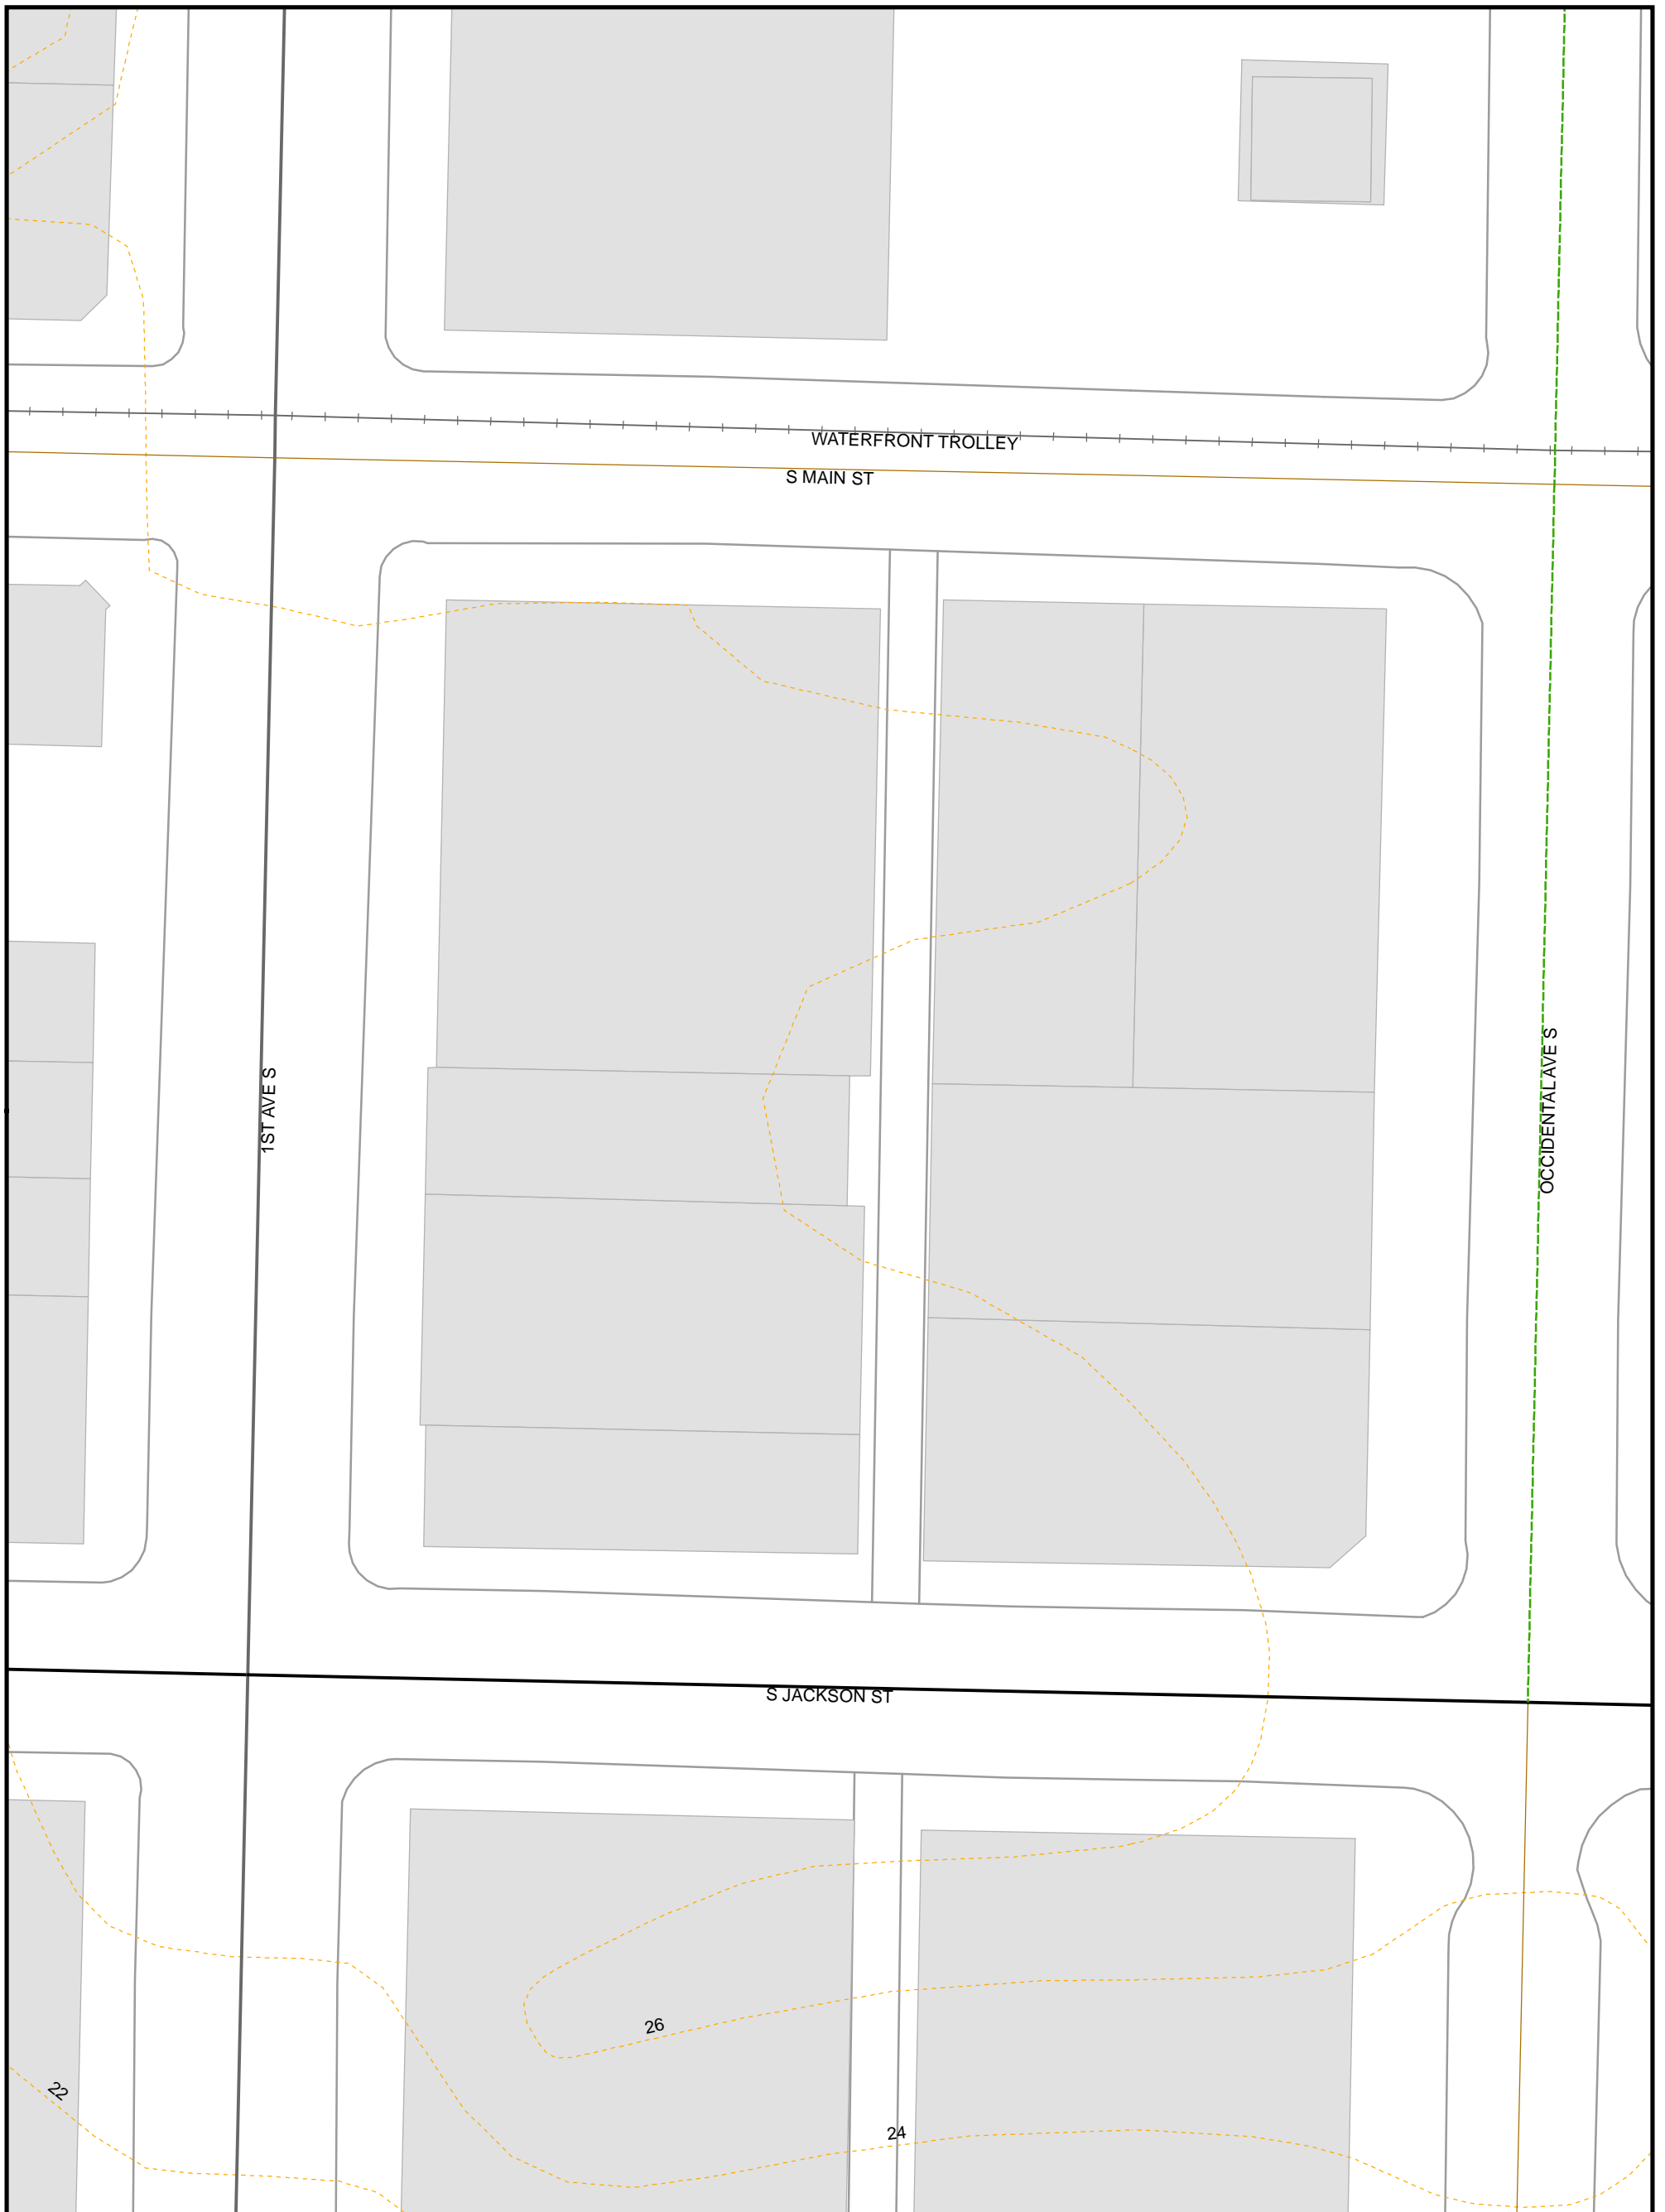 WATERFRONT TROLLEY
S MAIN ST
1ST AVE S
OCCIDENTAL AVE S
S JACKSON ST
26
22
24